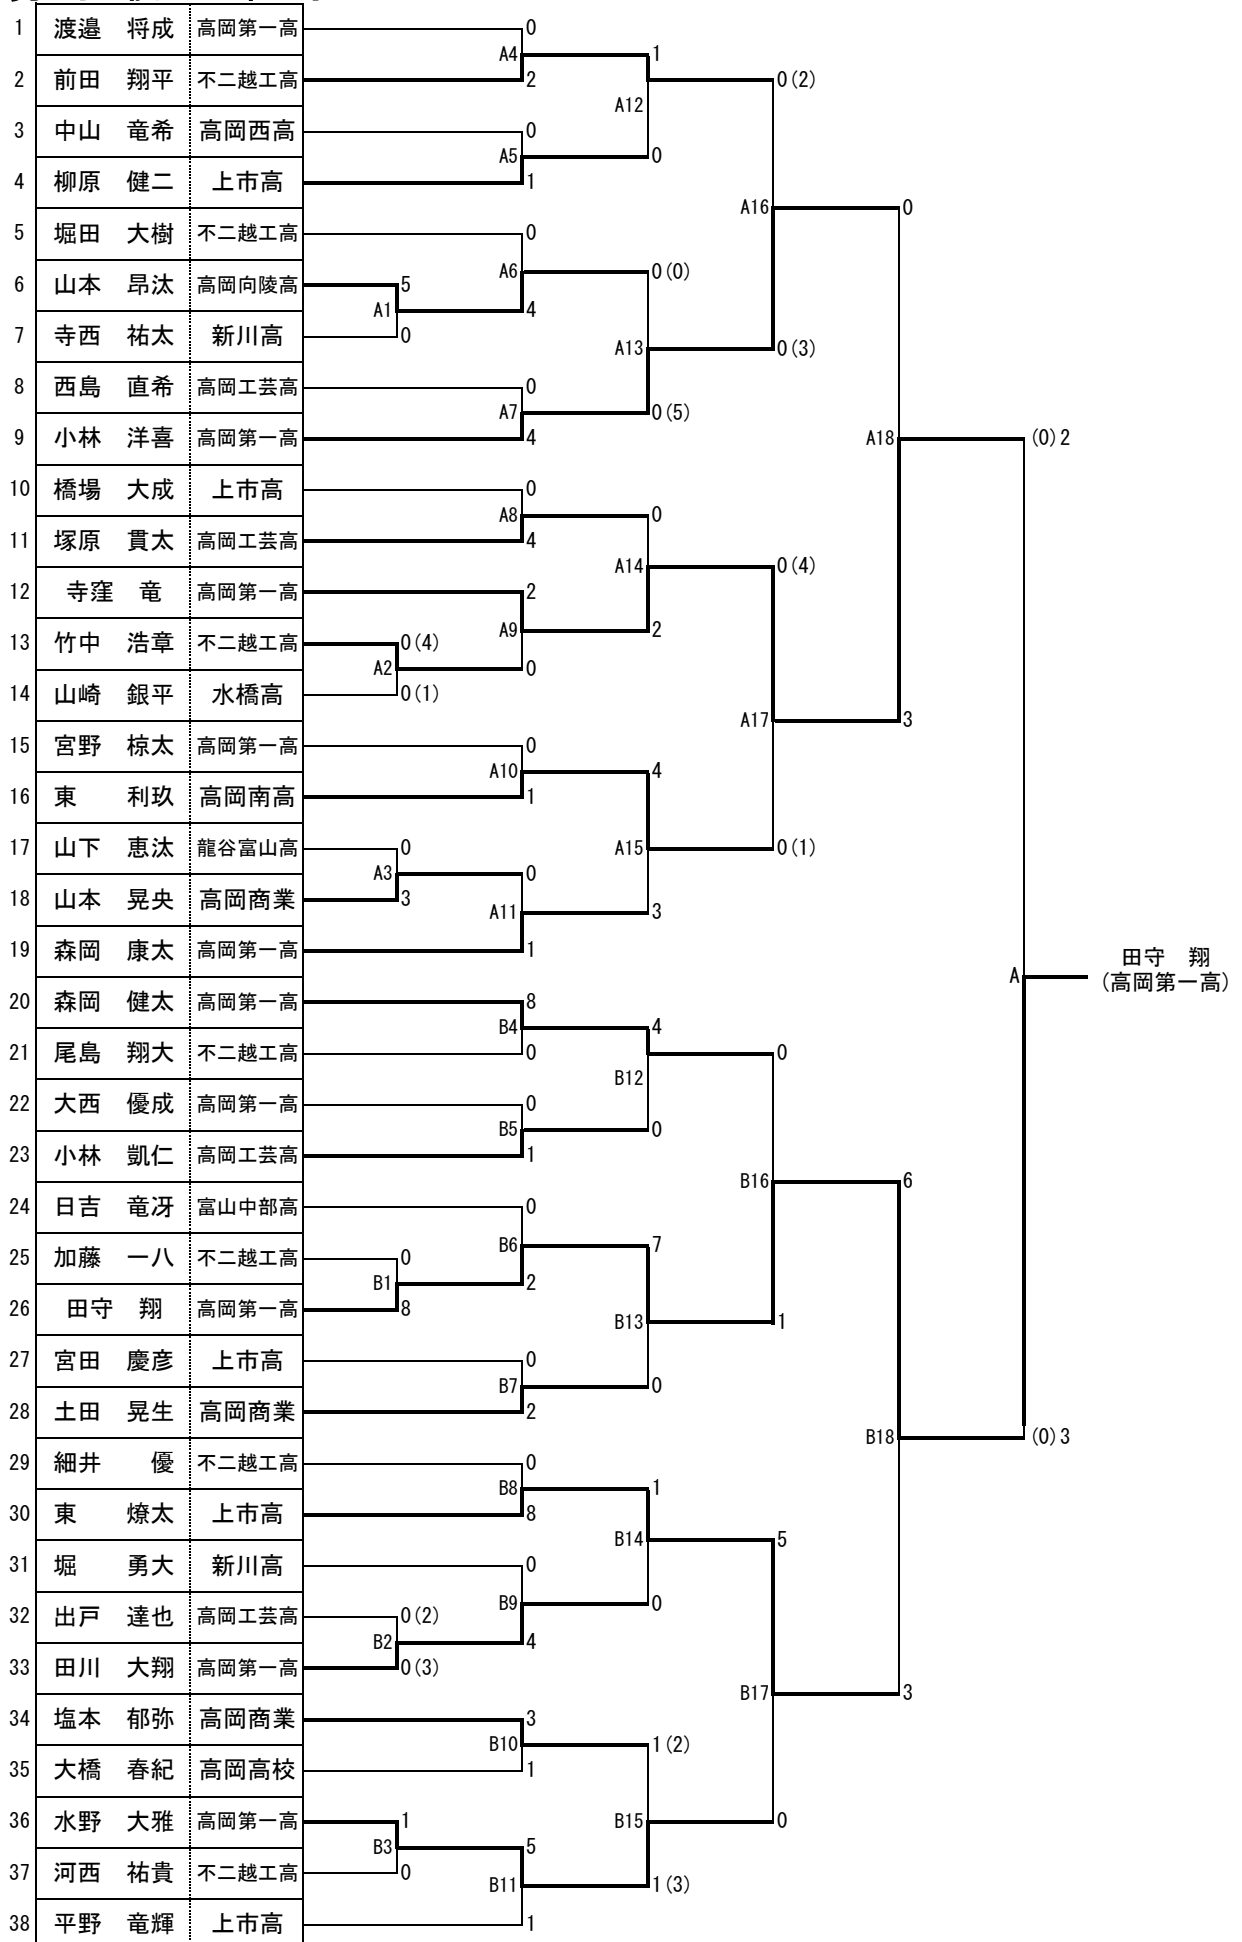 1 渡邉 将成 高岡第一高 0
A4 1
2 前田 翔平 不二越工高 2 0(2)
A12
3 中山 竜希 高岡西高 0
A5 0
4 柳原 健二 上市高 1
A16 0
5 堀田 大樹 不二越工高 0
A6 0(0)
6 山本 昂汰 高岡向陵高 5
A1 4
7 寺西 祐太 新川高 0
A13 0(3)
8 西島 直希 高岡工芸高 0
A7 0(5)
9 小林 洋喜 高岡第一高 4
A18 (0)2
10 橋場 大成 上市高 0
A8 0
11 塚原 貫太 高岡工芸高 4
A14 0(4)
12 寺窪 竜 高岡第一高 2
A9 2
13 竹中 浩章 不二越工高 0(4)
A2 0
14 山崎 銀平 水橋高 0(1)
A17 3
15 宮野 椋太 高岡第一高 0
A10 4
16 東 利玖 高岡南高 1
17 山下 恵汰 龍谷富山高 0
A15 0(1)
A3 0
18 山本 晃央 高岡商業 3
A11 3
19 森岡 康太 高岡第一高 1
田守 翔
A (高岡第一高)
20 森岡 健太 高岡第一高 8
B4 4
21 尾島 翔大 不二越工高 0 0
B12
22 大西 優成 高岡第一高 0
B5 0
23 小林 凱仁 高岡工芸高 1
B16 6
24 日吉 竜冴 富山中部高 0
B6 7
25 加藤 一八 不二越工高 0
B1 2
26 田守 翔 高岡第一高 8
B13 1
27 宮田 慶彦 上市高 0
B7 0
28 土田 晃生 高岡商業 2
B18 (0)3
29 細井 優 不二越工高 0
B8 1
30 東 燎太 上市高 8
B14 5
31 堀 勇大 新川高 0
B9 0
32 出戸 達也 高岡工芸高 0(2)
B2 4
33 田川 大翔 高岡第一高 0(3)
B17 3
34 塩本 郁弥 高岡商業 3
B10 1(2)
35 大橋 春紀 高岡高校 1
36 水野 大雅 高岡第一高 1
B15 0
B3 5
37 河西 祐貴 不二越工高 0
B11 1(3)
38 平野 竜輝 上市高 1